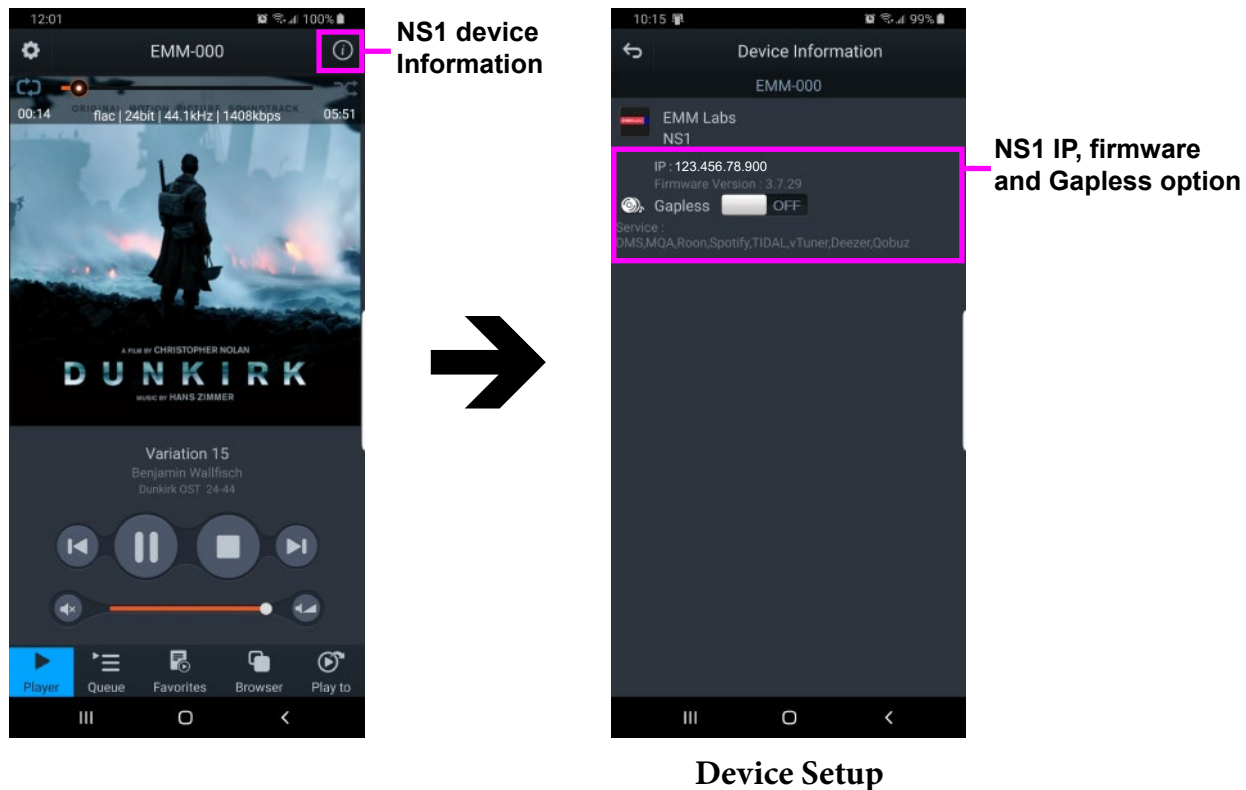 12:01
100%
EMM-000
ORIGINAL MOTION PICTURE SOUNDTRACK
00:14
flac | 24bit | 44.1kHz | 1408kbps
05:51
A FILM BY CHRISTOPHER NOLAN
DUNKIRK
MUSIC BY HANS ZIMMER
Variation 15
Benjamin Wallfisch
Dunkirk OST 24-44
Player
Queue
Favorites
Browser
Play to
NS1 device
Information
10:15
99%
Device Information
EMM-000
EMM Labs
NS1
IP : 123.456.78.900
Firmware Version : 3.7.29
Gapless
OFF
Service :
DMS,MQA,Roon,Spotify,TIDAL,vTuner,Deezer,Qobuz
NS1 IP, firmware
and Gapless option
Device Setup